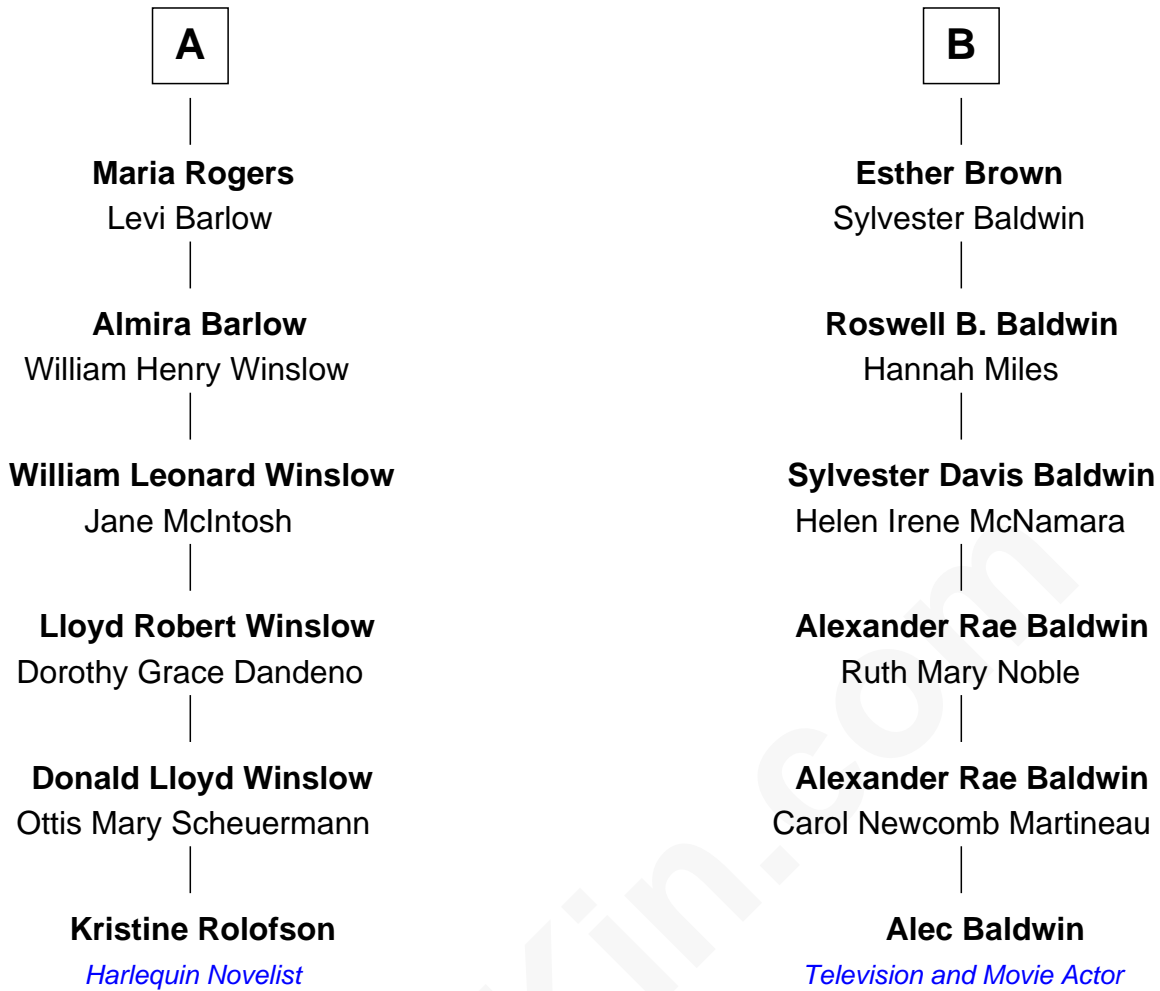 A
Maria Rogers
Levi Barlow
Almira Barlow
William Henry Winslow
William Leonard Winslow
Jane McIntosh
Lloyd Robert Winslow
Dorothy Grace Dandeno
Donald Lloyd Winslow
Ottis Mary Scheuermann
Kristine Rolofson
Harlequin Novelist
B
Esther Brown
Sylvester Baldwin
Roswell B. Baldwin
Hannah Miles
Sylvester Davis Baldwin
Helen Irene McNamara
Alexander Rae Baldwin
Ruth Mary Noble
Alexander Rae Baldwin
Carol Newcomb Martineau
Alec Baldwin
Television and Movie Actor
Kin.com